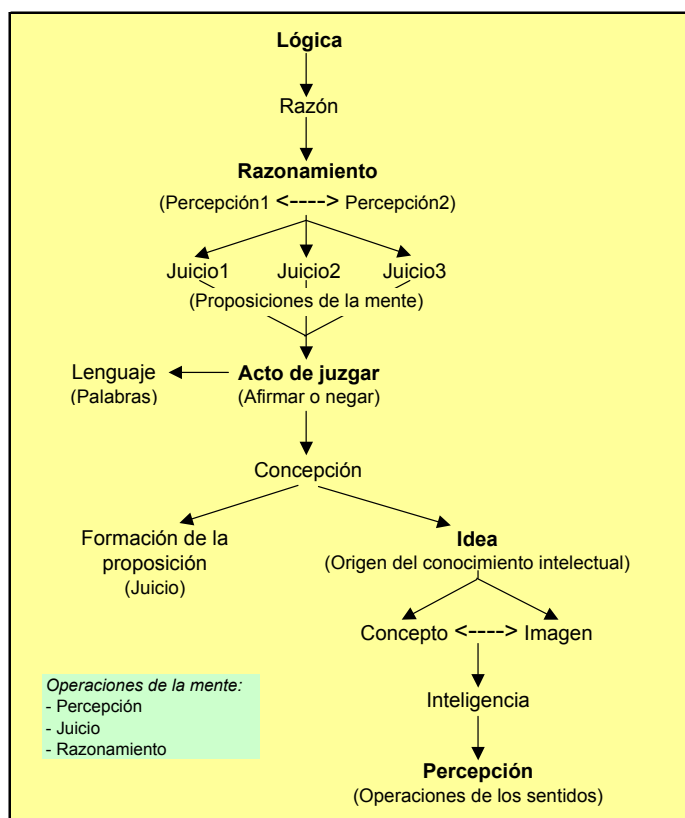 Lógica
Razón
Razonamiento
(Percepción1 <----> Percepción2)
Juicio1 Juicio2 Juicio3
(Proposiciones de la mente)
Lenguaje
(Palabras)
Acto de juzgar
(Afirmar o negar)
Concepción
Formación de la
proposición
(Juicio)
Idea
(Origen del conocimiento intelectual)
Concepto <----> Imagen
Inteligencia
Percepción
(Operaciones de los sentidos)
Operaciones de la mente:
- Percepción
- Juicio
- Razonamiento